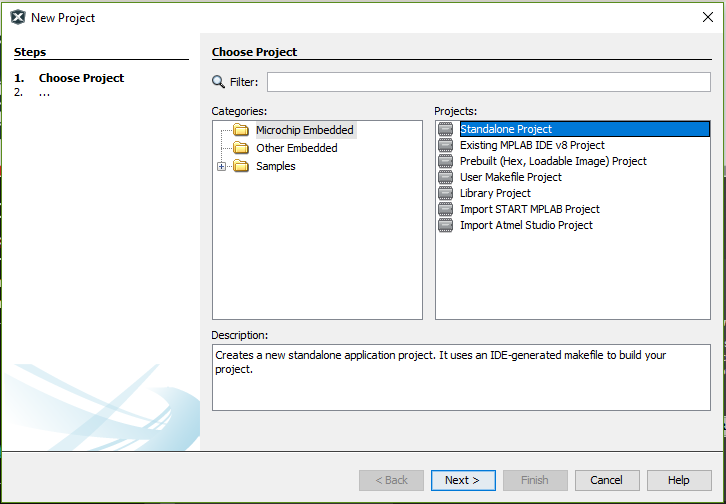 New Project
Steps
1. Choose Project
2. ...
Choose Project
Filter:
Categories:
Microchip Embedded
Other Embedded
Samples
Projects:
Standalone Project
Existing MPLAB IDE v8 Project
Prebuilt (Hex, Loadable Image) Project
User Makefile Project
Library Project
Import START MPLAB Project
Import Atmel Studio Project
Description:
Creates a new standalone application project. It uses an IDE-generated makefile to build your
project.
< Back
Next >
Finish
Cancel
Help